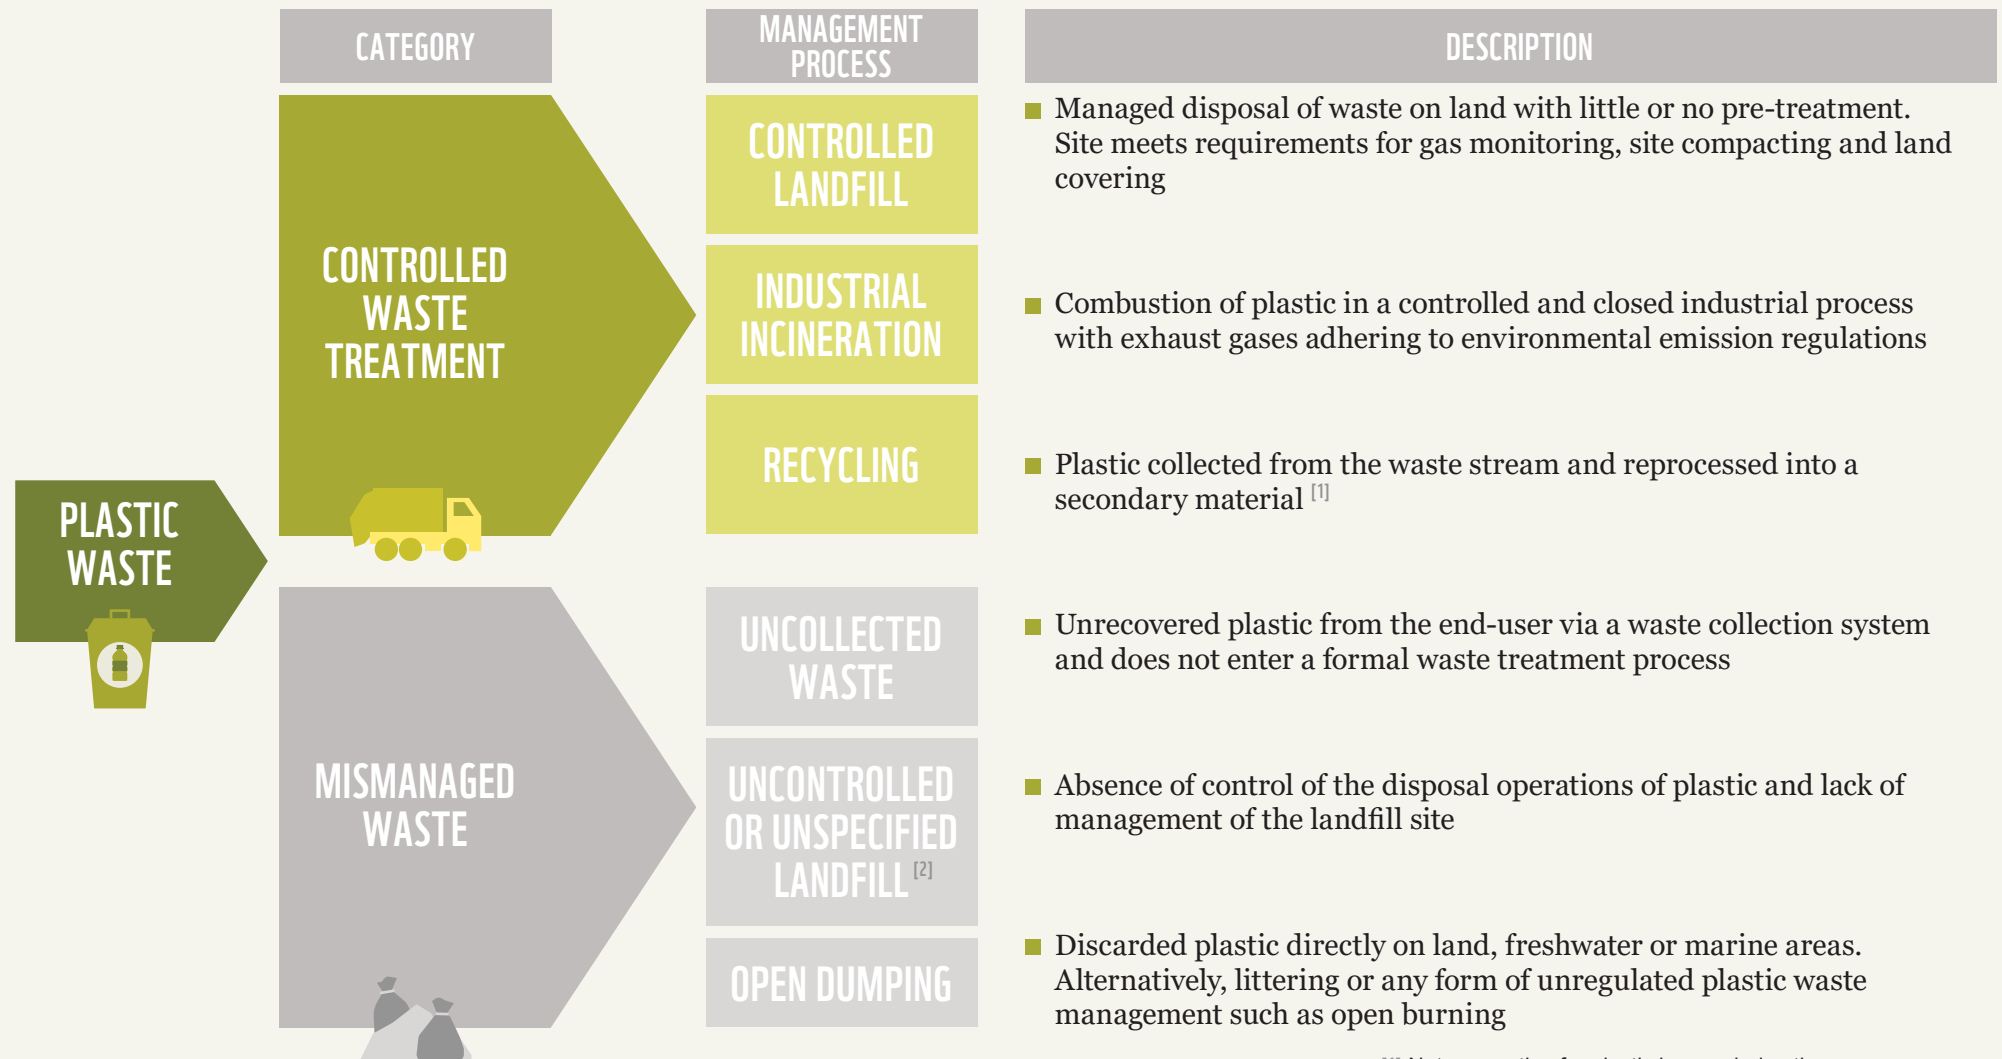 CATEGORY
MANAGEMENT
PROCESS
DESCRIPTION
PLASTIC
WASTE
CONTROLLED
WASTE
TREATMENT
CONTROLLED
LANDFILL
Managed disposal of waste on land with little or no pre-treatment.
Site meets requirements for gas monitoring, site compacting and land
covering
INDUSTRIAL
INCINERATION
Combustion of plastic in a controlled and closed industrial process
with exhaust gases adhering to environmental emission regulations
RECYCLING
Plastic collected from the waste stream and reprocessed into a
secondary material [1]
MISMANAGED
WASTE
UNCOLLECTED
WASTE
Unrecovered plastic from the end-user via a waste collection system
and does not enter a formal waste treatment process
UNCONTROLLED
OR UNSPECIFIED
LANDFILL [2]
Absence of control of the disposal operations of plastic and lack of
management of the landfill site
OPEN DUMPING
Discarded plastic directly on land, freshwater or marine areas.
Alternatively, littering or any form of unregulated plastic waste
management such as open burning